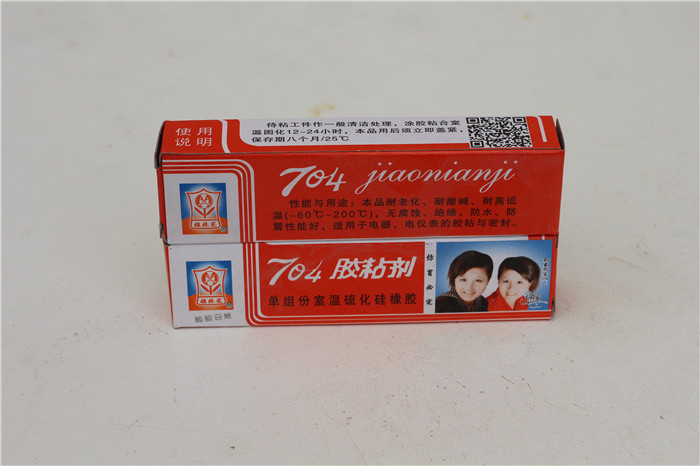 使用说明
待粘工件作一般清洁处理，涂胶粘合室
温固化12-24小时，本品用后须立即盖紧，
保存期八个月/25℃
704 jiaonianji
性能与用途：本品耐老化、耐酸碱、耐高低
温(-60℃-200℃)，无腐蚀、绝缘、防水、防
震性能好，适用于电器、电仪表的胶粘与密封。
704 胶粘剂
单组份室温硫化硅橡胶
仿冒必究